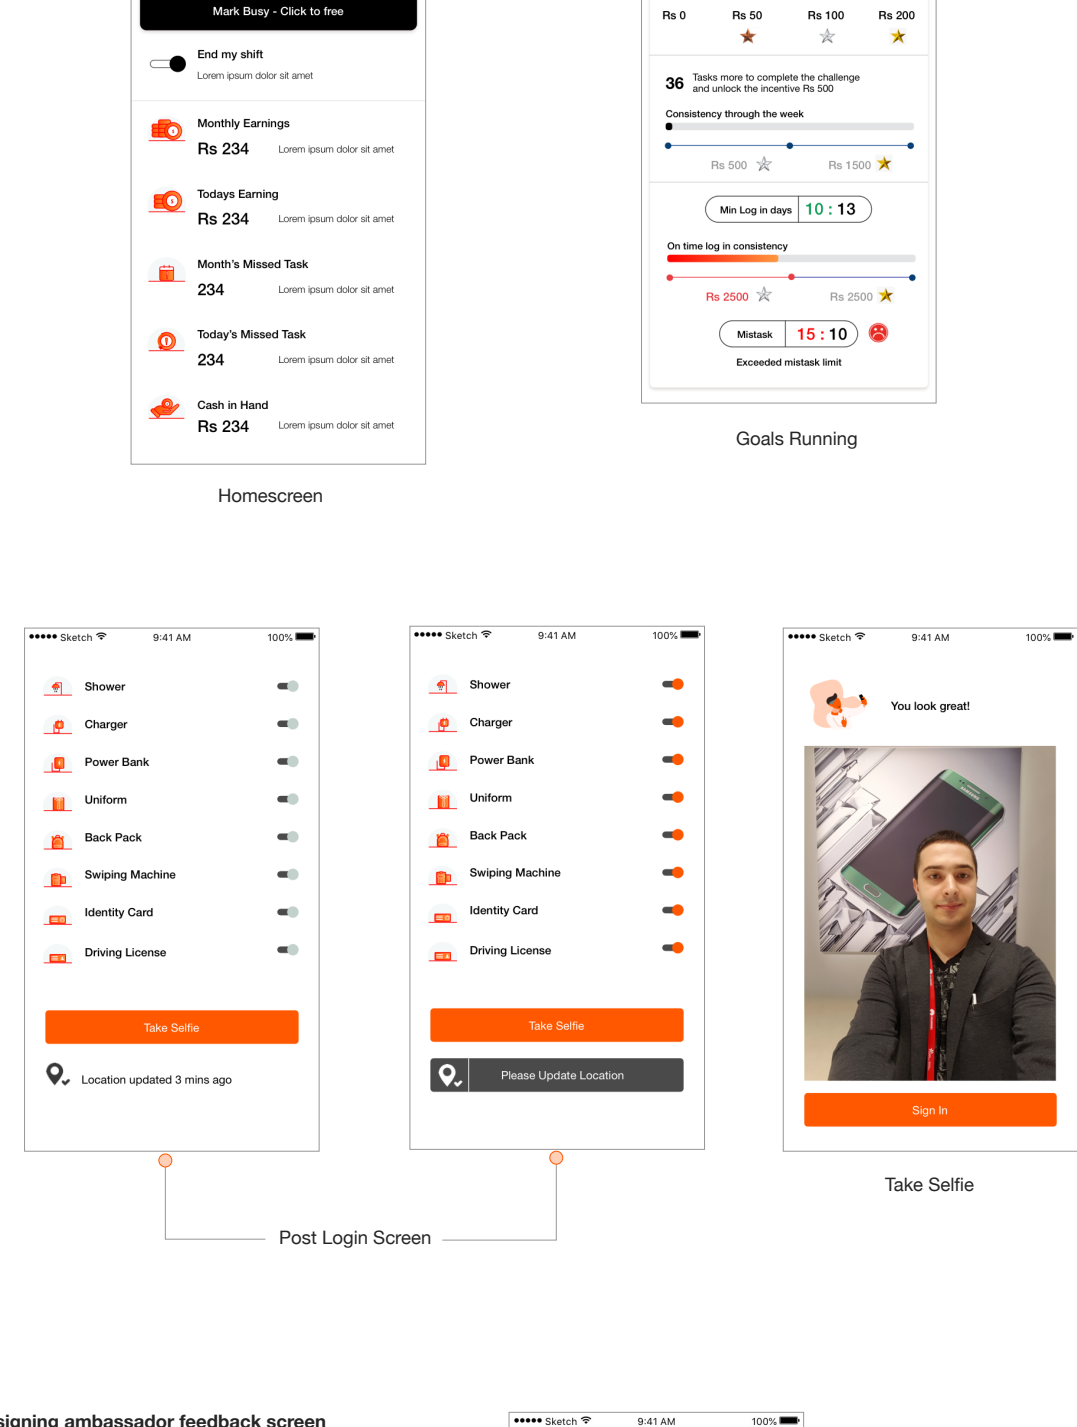 Mark Busy - Click to free
End my shift
Lorem ipsum dolor sit amet
Monthly Earnings
Rs 234 Lorem ipsum dolor sit amet
Todays Earning
Rs 234 Lorem ipsum dolor sit amet
Month's Missed Task
234 Lorem ipsum dolor sit amet
Today's Missed Task
234 Lorem ipsum dolor sit amet
Cash in Hand
Rs 234 Lorem ipsum dolor sit amet
Homescreen
Rs 0 Rs 50 Rs 100 Rs 200
36 Tasks more to complete the challenge
and unlock the incentive Rs 500
Consistency through the week
Rs 500 Rs 1500
Min Log in days 10 : 13
On time log in consistency
Rs 2500 Rs 2500
Mistask 15 : 10
Exceeded mistask limit
Goals Running
Sketch 9:41 AM 100%
Shower
Charger
Power Bank
Uniform
Back Pack
Swiping Machine
Identity Card
Driving License
Take Selfie
Location updated 3 mins ago
Sketch 9:41 AM 100%
Shower
Charger
Power Bank
Uniform
Back Pack
Swiping Machine
Identity Card
Driving License
Take Selfie
Please Update Location
Post Login Screen
Sketch 9:41 AM 100%
You look great!
SAMSUNG
Sign In
Take Selfie
signing ambassador feedback screen
Sketch 9:41 AM 100%